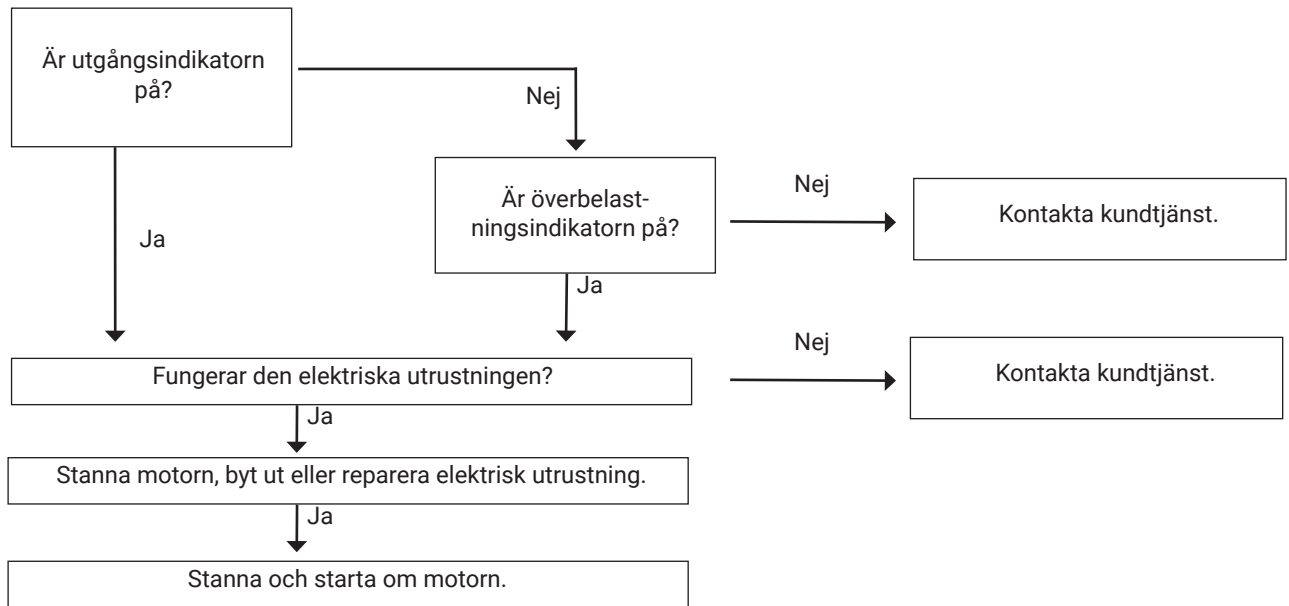 Är utgångsindikatorn
på?
Nej
Är överbelast-
ningsindikatorn på?
Nej
Kontakta kundtjänst.
Ja
Ja
Fungerar den elektriska utrustningen?
Nej
Kontakta kundtjänst.
Ja
Stanna motorn, byt ut eller reparera elektrisk utrustning.
Ja
Stanna och starta om motorn.